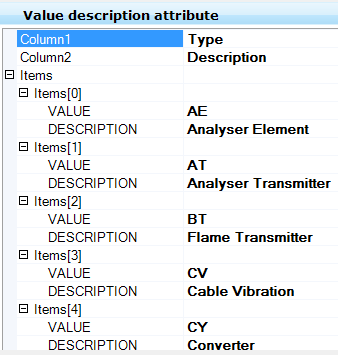 Value description attribute
Column1 Type
Column2 Description
Items
Items[0]
VALUE AE
DESCRIPTION Analyser Element
Items[1]
VALUE AT
DESCRIPTION Analyser Transmitter
Items[2]
VALUE BT
DESCRIPTION Flame Transmitter
Items[3]
VALUE CV
DESCRIPTION Cable Vibration
Items[4]
VALUE CY
DESCRIPTION Converter